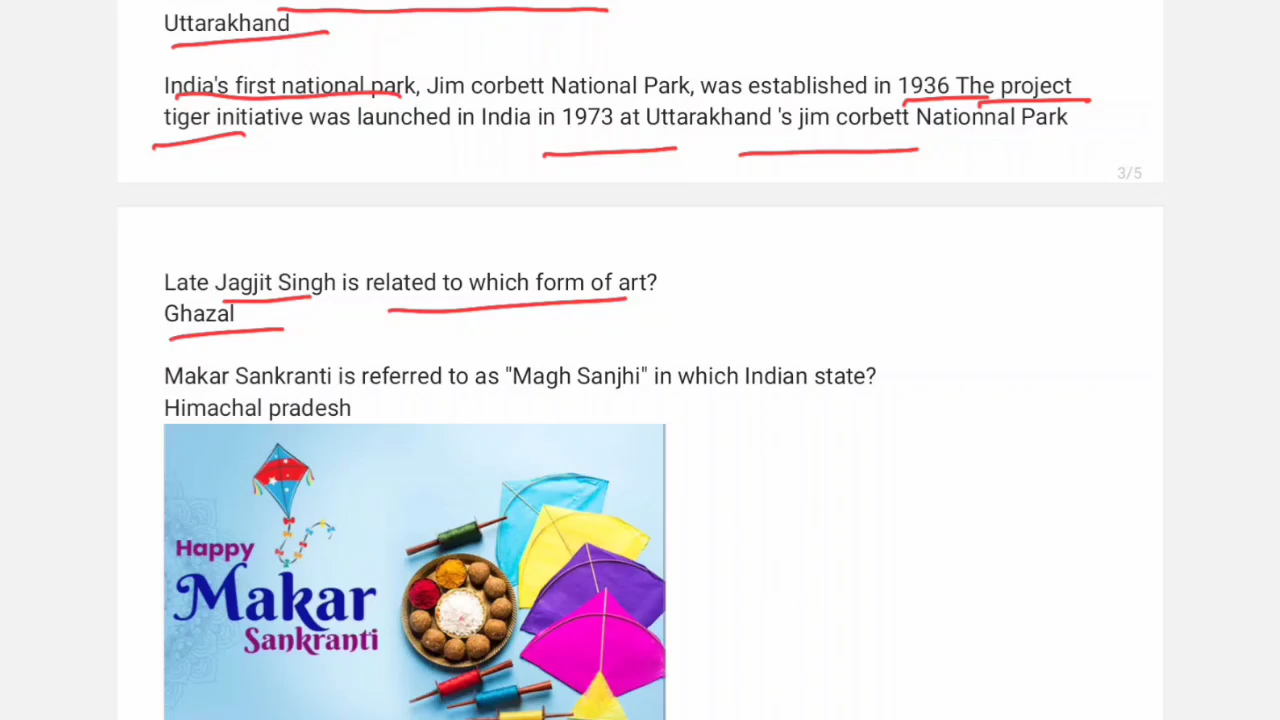 Uttarakhand
India's first national park, Jim corbett National Park, was established in 1936 The project
tiger initiative was launched in India in 1973 at Uttarakhand 's jim corbett Nationnal Park
3/5
Late Jagjit Singh is related to which form of art?
Ghazal
Makar Sankranti is referred to as "Magh Sanjhi" in which Indian state?
Himachal pradesh
Happy
Makar
Sankranti